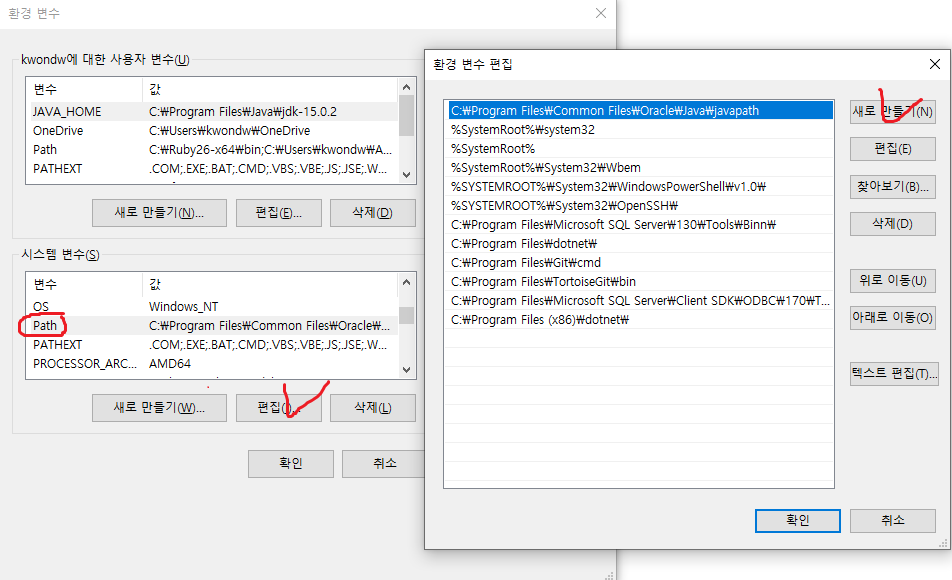 환경 변수
kwondw에 대한 사용자 변수(U)
변수 값
JAVA_HOME C:\Program Files\Java\jdk-15.0.2
OneDrive C:\Users\kwondw\OneDrive
Path C:\Ruby26-x64\bin;C:\Users\kwondw\A...
PATHEXT .COM;.EXE;.BAT;.CMD;.VBS;.VBE;.JS;.JSE;.W...
새로 만들기(N)... 편집(E)... 삭제(D)
시스템 변수(S)
변수 값
OS Windows_NT
Path C:\Program Files\Common Files\Oracle\...
PATHEXT .COM;.EXE;.BAT;.CMD;.VBS;.VBE;.JS;.JSE;.W...
PROCESSOR_ARC... AMD64
새로 만들기(W)... 편집(I)... 삭제(L)
확인 취소
환경 변수 편집
C:\Program Files\Common Files\Oracle\Java\javapath
%SystemRoot%\system32
%SystemRoot%
%SystemRoot%\System32\Wbem
%SYSTEMROOT%\System32\WindowsPowerShell\v1.0\
%SYSTEMROOT%\System32\OpenSSH\
C:\Program Files\Microsoft SQL Server\130\Tools\Binn\
C:\Program Files\dotnet\
C:\Program Files\Git\cmd
C:\Program Files\TortoiseGit\bin
C:\Program Files\Microsoft SQL Server\Client SDK\ODBC\170\T...
C:\Program Files (x86)\dotnet\
새로 만들기(N)
편집(E)
찾아보기(B)...
삭제(D)
위로 이동(U)
아래로 이동(O)
텍스트 편집(T)...
확인 취소